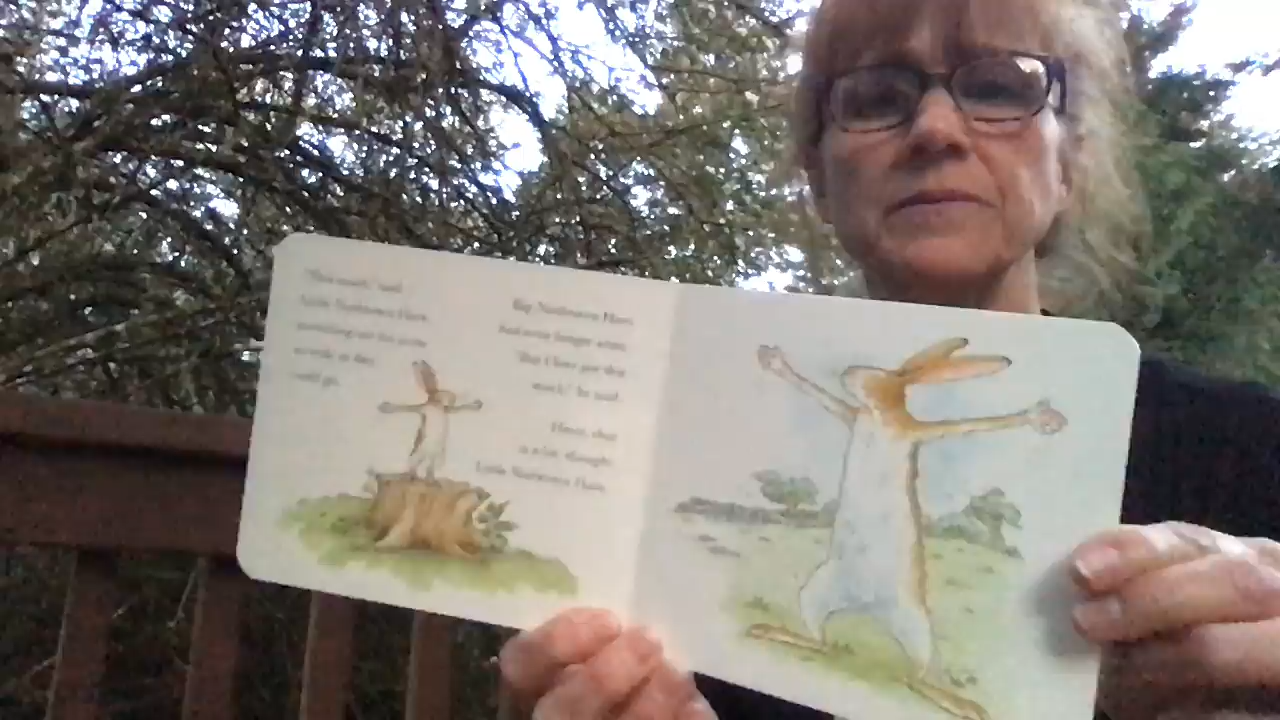 "This much," said
Little Nutbrown Hare,
stretching out his arms
as wide as they
could go.
Big Nutbrown Hare
had even longer arms.
"But I love you this
much," he said.
Hmm, that
is a lot, thought
Little Nutbrown Hare.